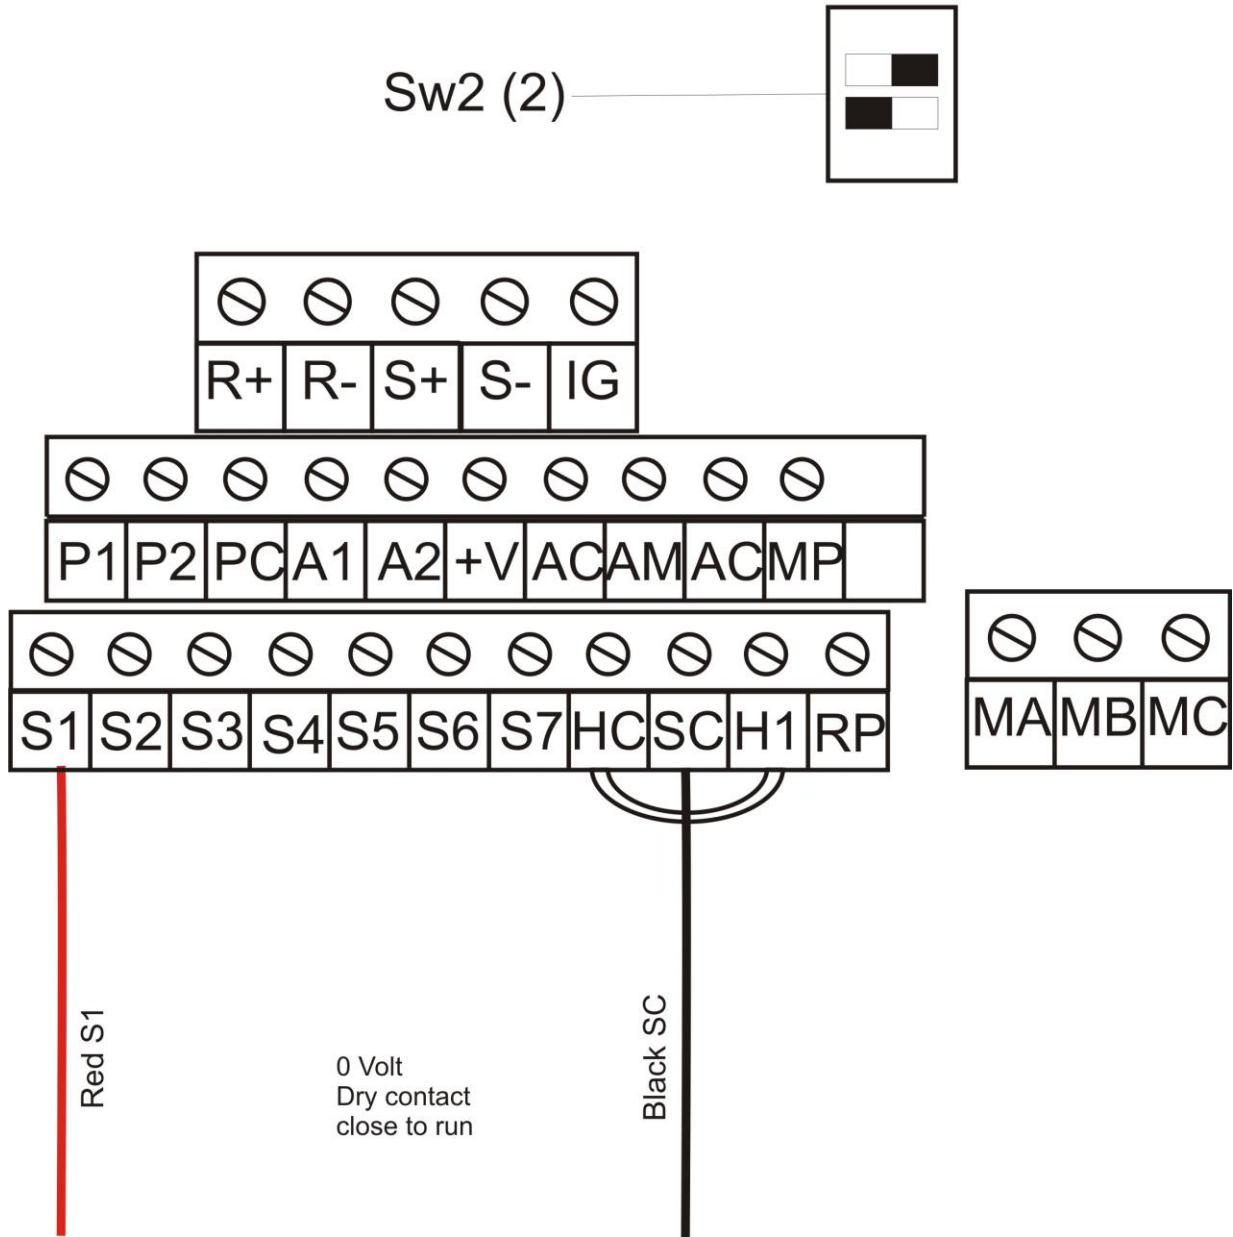 Sw2 (2)
R+ R- S+ S- IG
P1 P2 PC A1 A2 +V AC AM AC MP
S1 S2 S3 S4 S5 S6 S7 HC SC H1 RP
MA MB MC
Red S1
0 Volt
Dry contact
close to run
Black SC